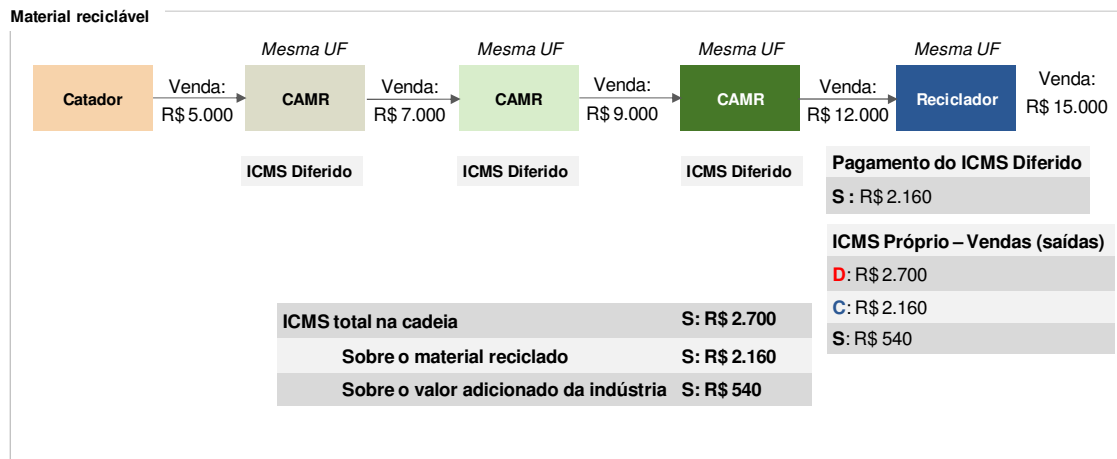 Material reciclável
Mesma UF
Mesma UF
Mesma UF
Mesma UF
Catador
Venda:
R$ 5.000
CAMR
Venda:
R$ 7.000
CAMR
Venda:
R$ 9.000
CAMR
Venda:
R$ 12.000
Reciclador
Venda:
R$ 15.000
ICMS Diferido
ICMS Diferido
ICMS Diferido
Pagamento do ICMS Diferido
S : R$ 2.160
ICMS Próprio – Vendas (saídas)
D: R$ 2.700
C: R$ 2.160
S: R$ 540
ICMS total na cadeia S: R$ 2.700
Sobre o material reciclado S: R$ 2.160
Sobre o valor adicionado da indústria S: R$ 540